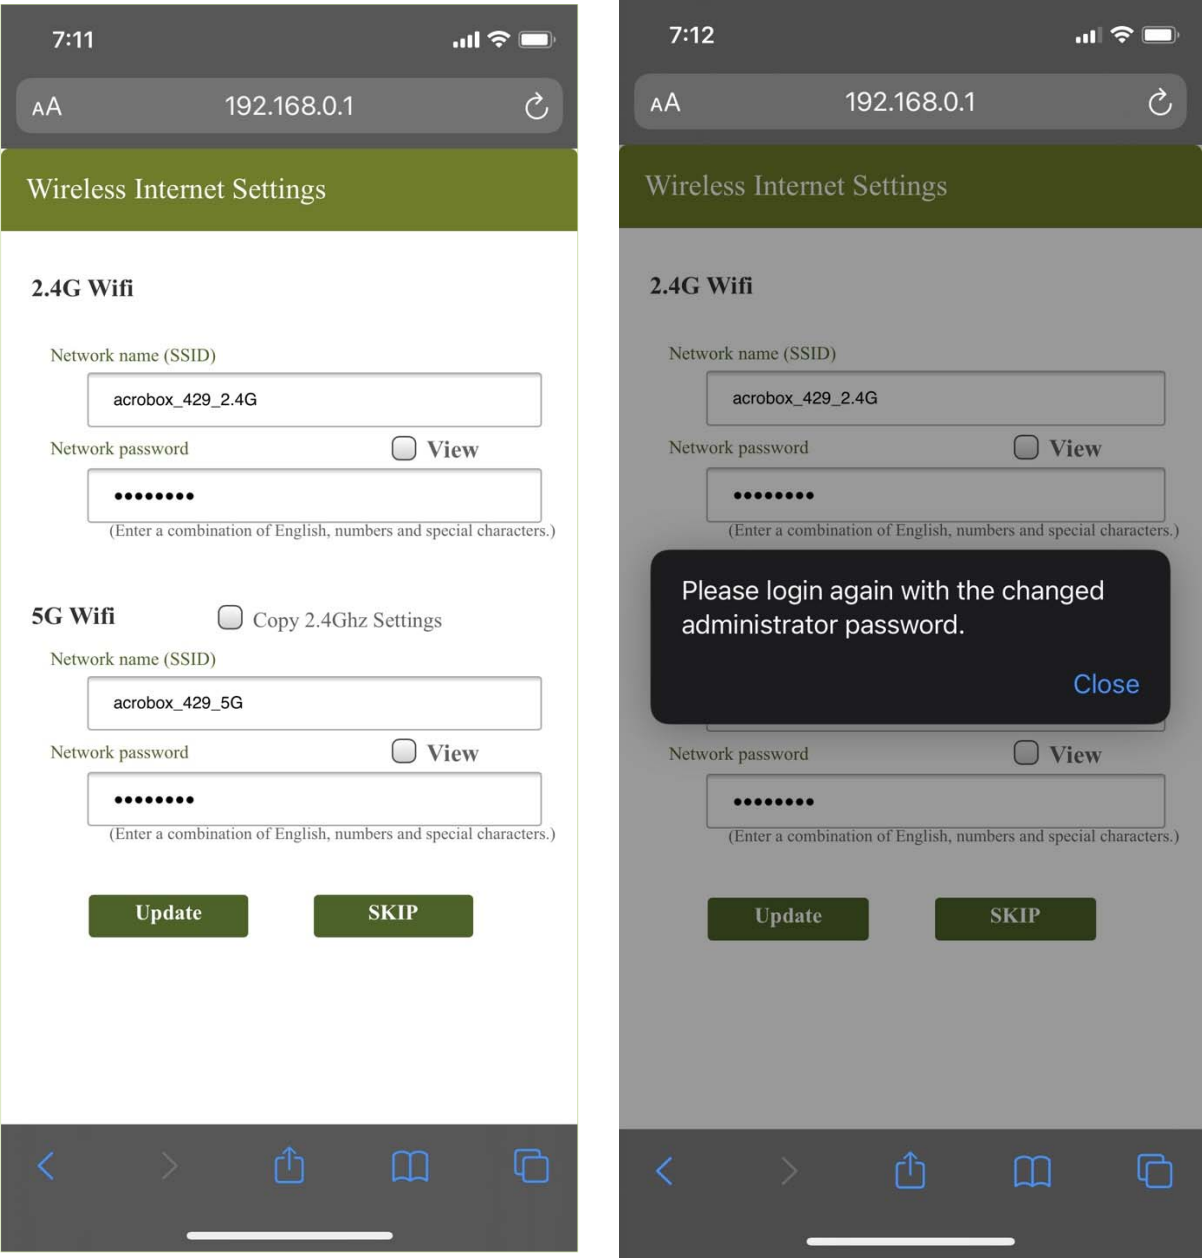 7:11
AA 192.168.0.1
Wireless Internet Settings
2.4G Wifi
Network name (SSID)
acrobox_429_2.4G
Network password View
(Enter a combination of English, numbers and special characters.)
5G Wifi Copy 2.4Ghz Settings
Network name (SSID)
acrobox_429_5G
Network password View
(Enter a combination of English, numbers and special characters.)
Update SKIP
7:12
AA 192.168.0.1
Wireless Internet Settings
2.4G Wifi
Network name (SSID)
acrobox_429_2.4G
Network password View
(Enter a combination of English, numbers and special characters.)
Please login again with the changed
administrator password.
Close
Network password View
(Enter a combination of English, numbers and special characters.)
Update SKIP